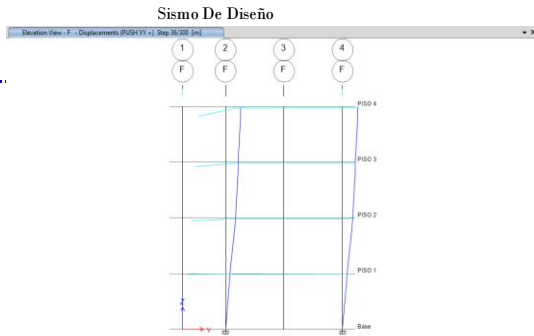 Sismo De Diseño
Elevation View - F - Displacements (PUSH YY +) Step 36/300 [m]
1 2 3 4
F F F F
PISO 4
PISO 3
PISO 2
PISO 1
Z
Y
Base